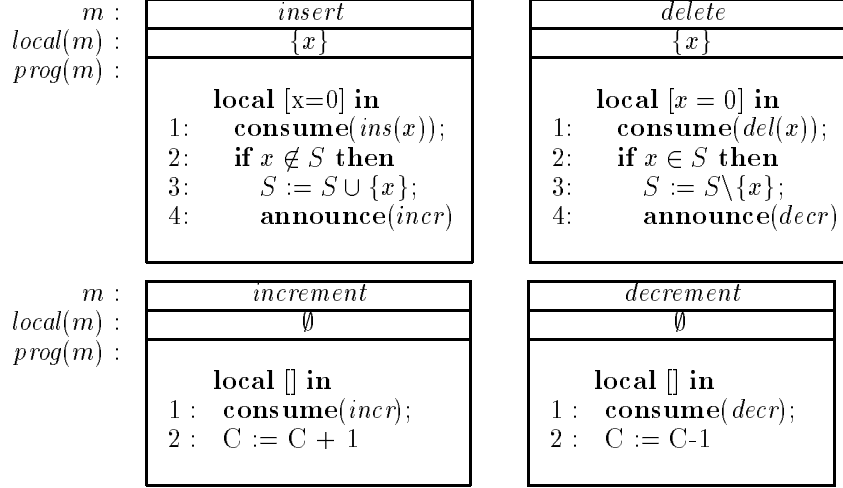 m : insert delete
local(m) : {x} {x}
prog(m) :
local [x=0] in local [x = 0] in
1: consume(ins(x)); 1: consume(del(x));
2: if x ∉ S then 2: if x ∈ S then
3: S := S ∪ {x}; 3: S := S\{x};
4: announce(incr) 4: announce(decr)
m : increment decrement
local(m) : ∅ ∅
prog(m) :
local [] in local [] in
1 : consume(incr); 1 : consume(decr);
2 : C := C + 1 2 : C := C-1